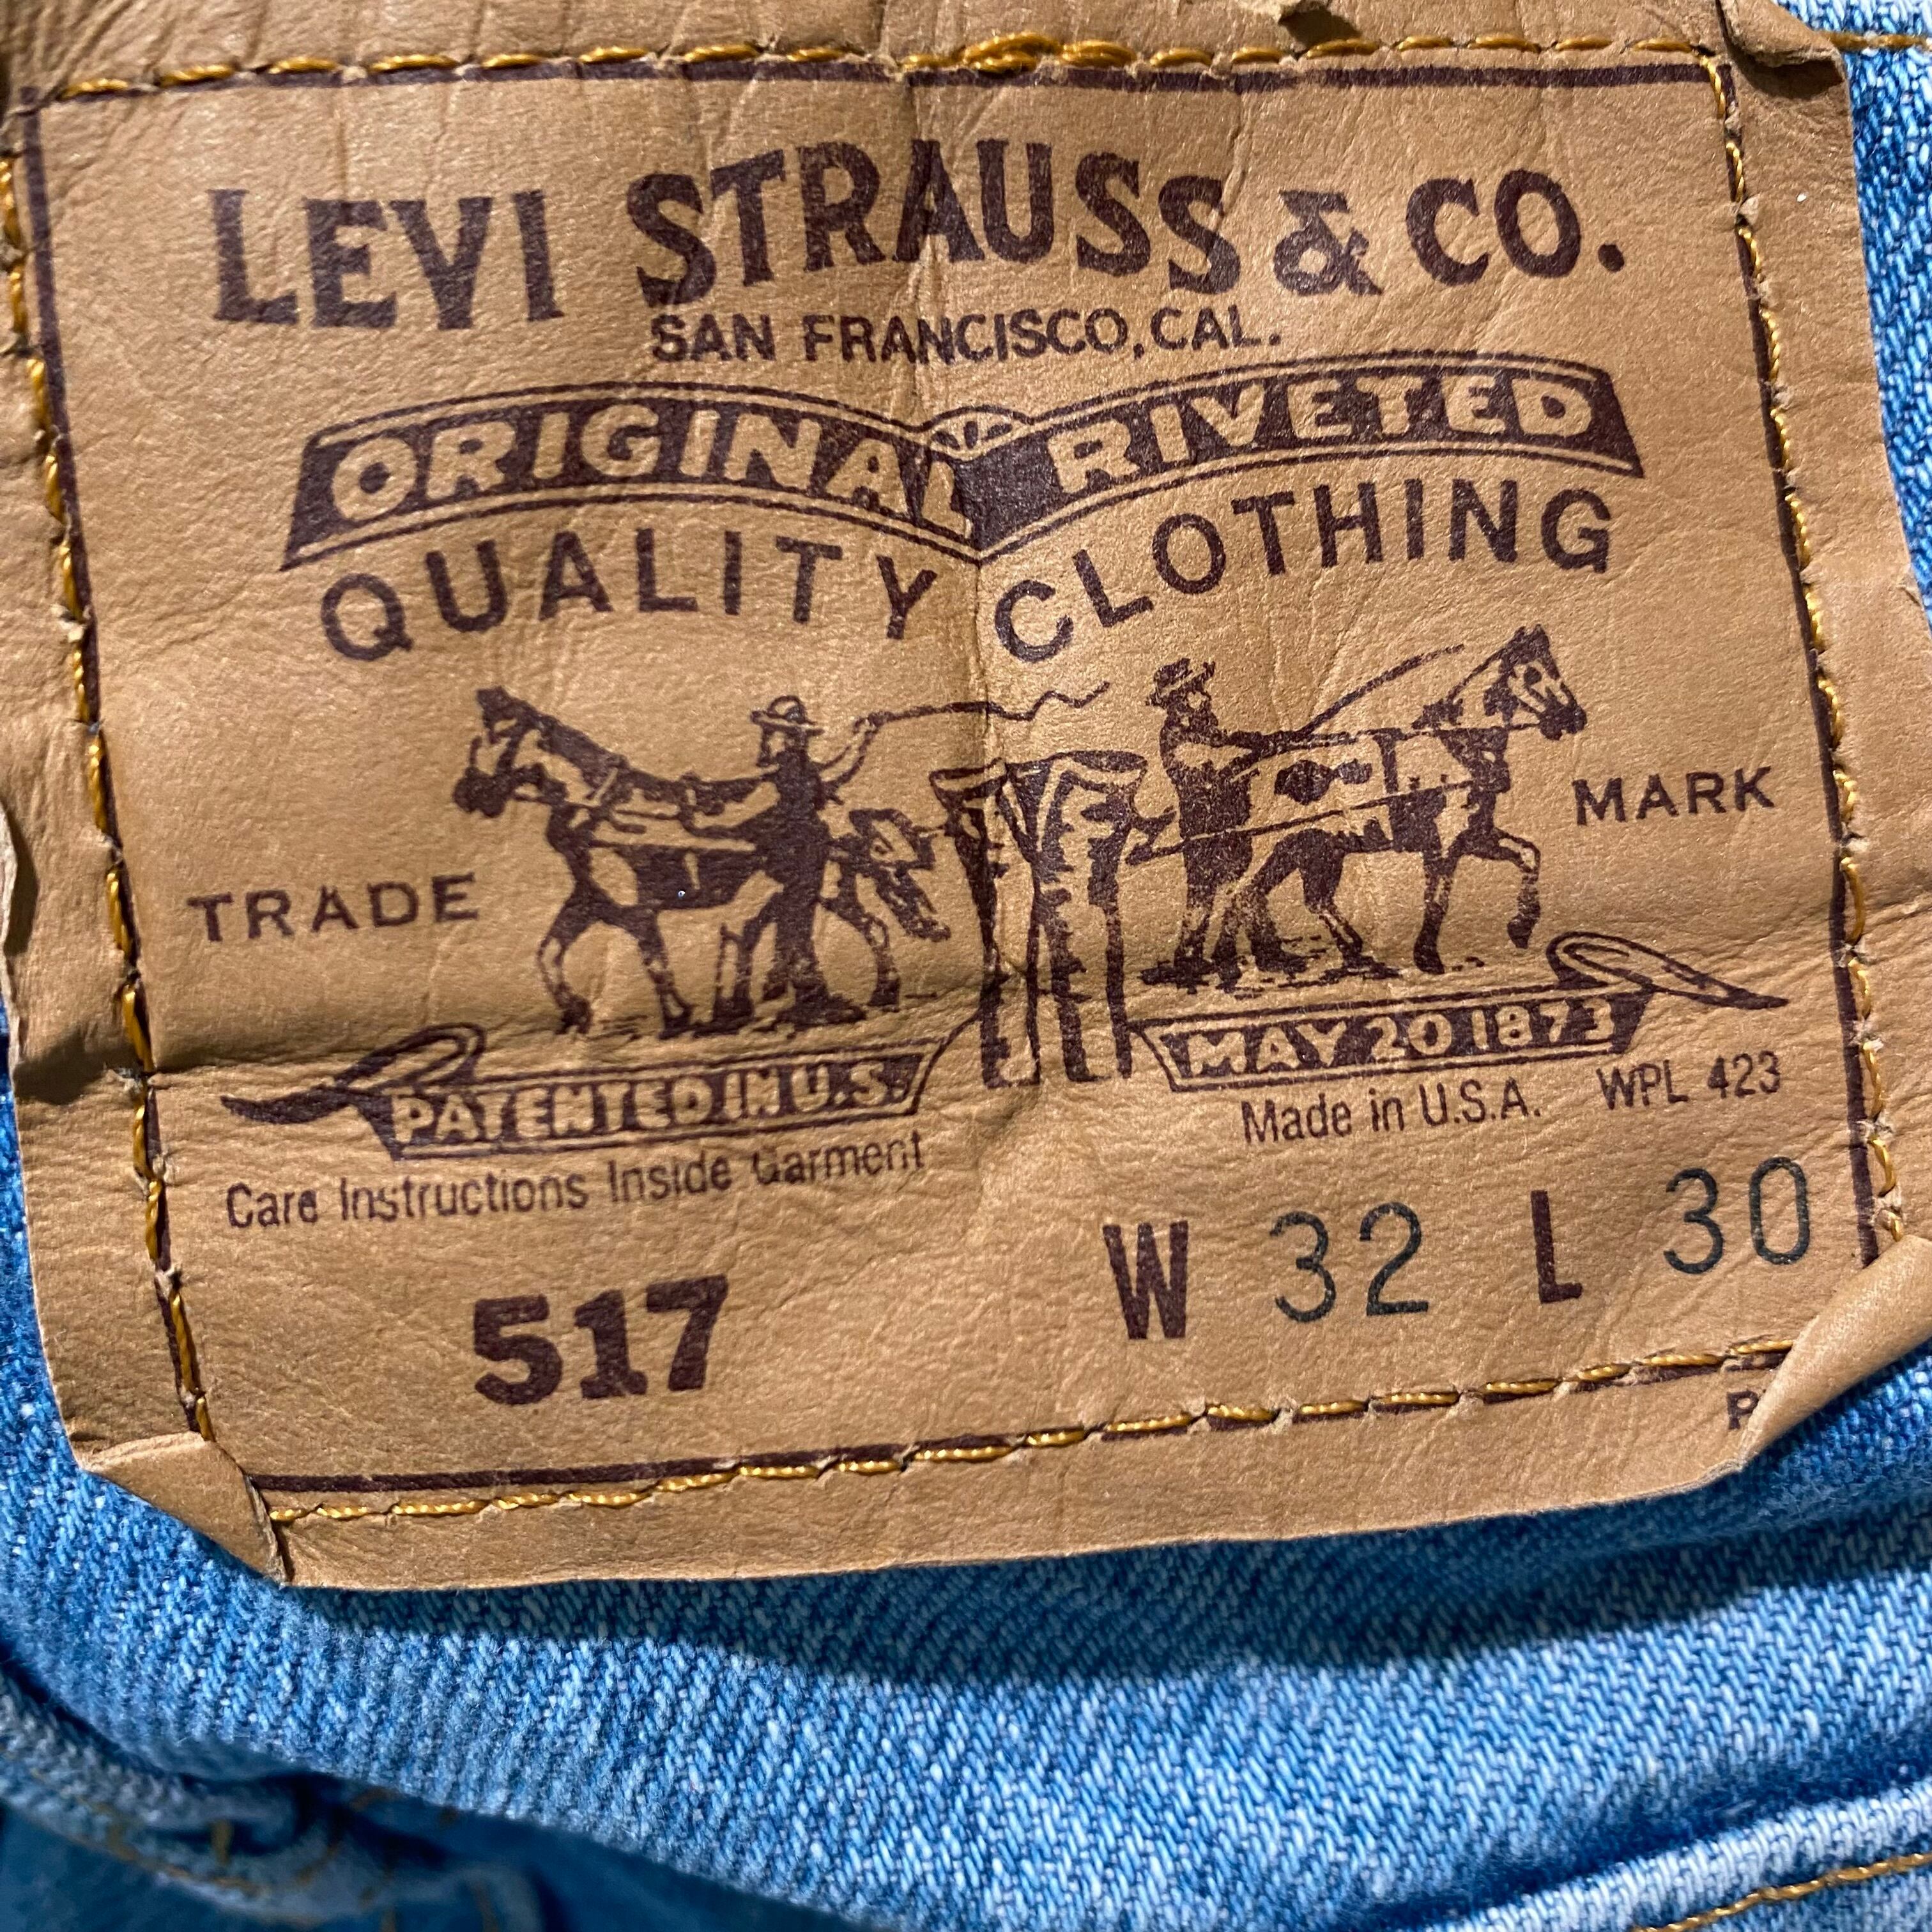 LEVI STRAUSS & CO.
SAN FRANCISCO, CAL.
ORIGINAL RIVETED
QUALITY CLOTHING
TRADE MARK
PATENTED IN U.S. MAY 20 1873
Made in U.S.A. WPL 423
Care Instructions Inside Garment
517 W 32 L 30